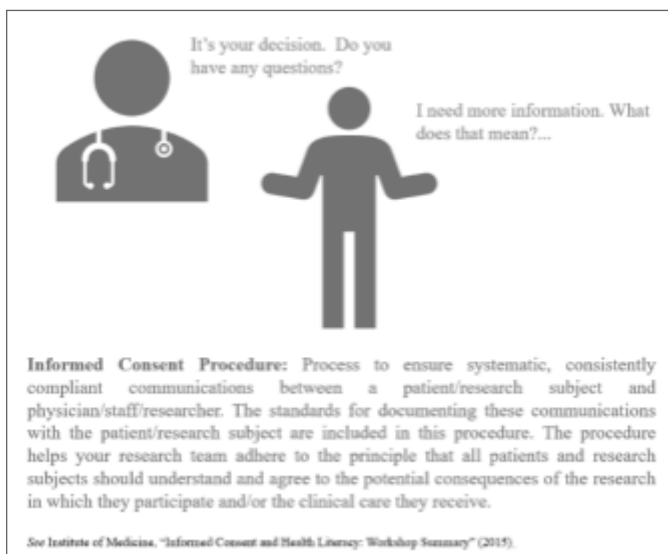 It's your decision. Do you
have any questions?
I need more information. What
does that mean?...
Informed Consent Procedure: Process to ensure systematic, consistently
compliant communications between a patient/research subject and
physician/staff/researcher. The standards for documenting these communications
with the patient/research subject are included in this procedure. The procedure
helps your research team adhere to the principle that all patients and research
subjects should understand and agree to the potential consequences of the research
in which they participate and/or the clinical care they receive.
See Institute of Medicine, "Informed Consent and Health Literacy: Workshop Summary" (2015).